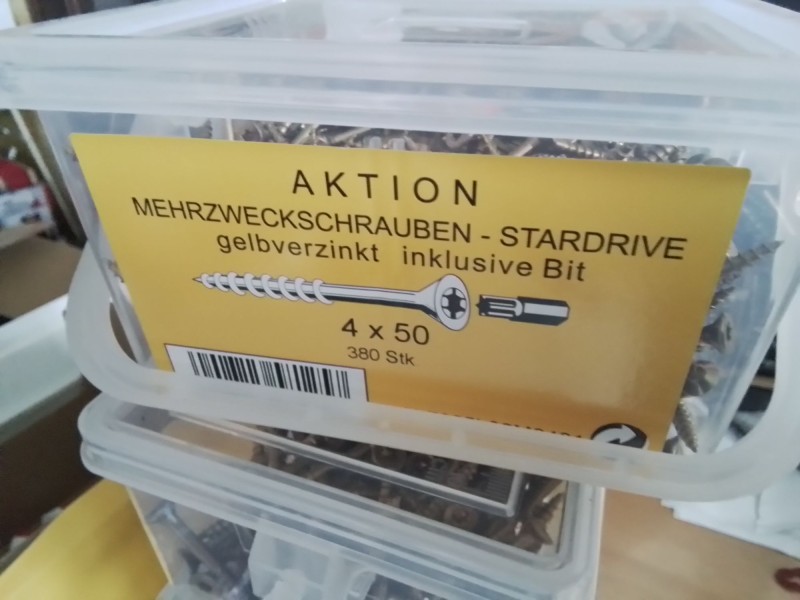 AKTION
MEHRZWECKSCHRAUBEN - STARDRIVE
gelbverzinkt inklusive Bit
4 x 50
380 Stk